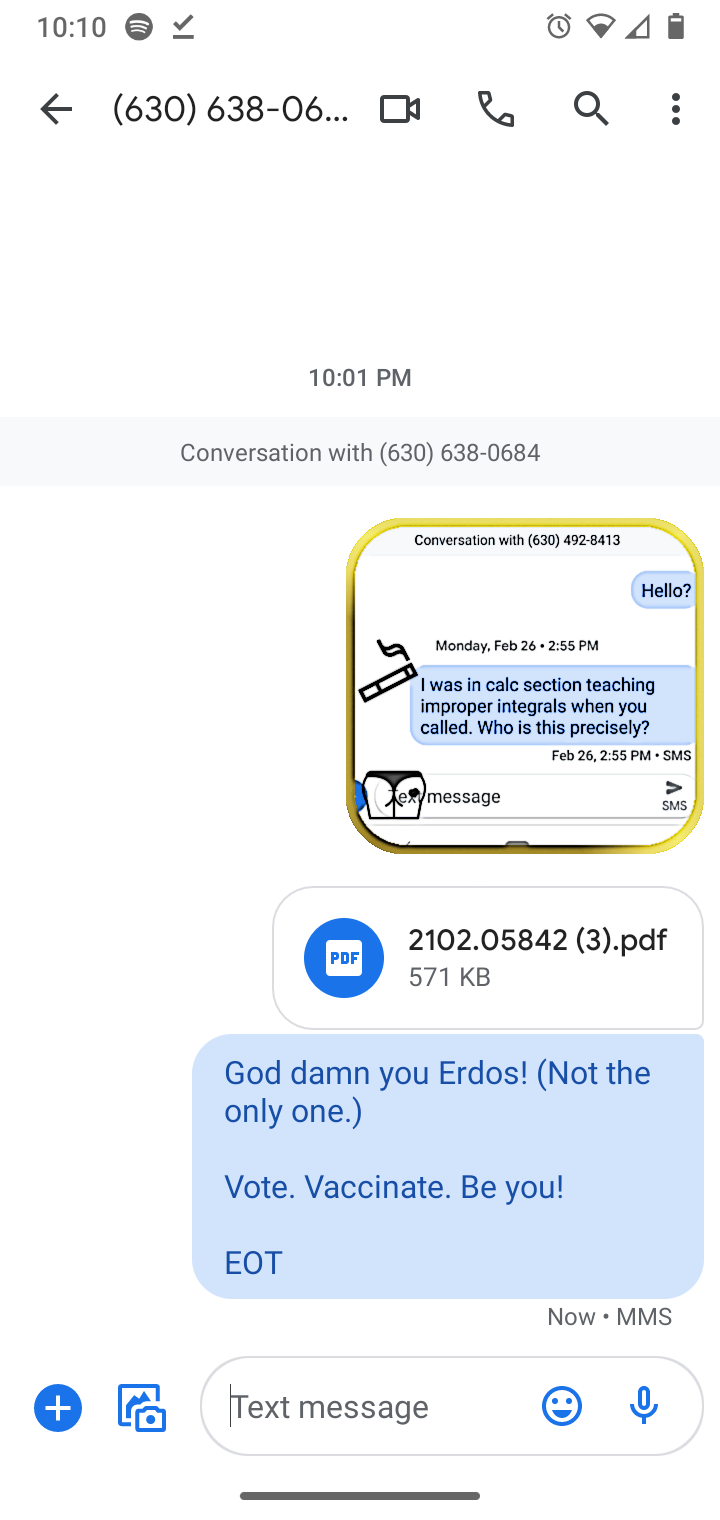 10:10
(630) 638-06...
10:01 PM
Conversation with (630) 638-0684
Conversation with (630) 492-8413
Hello?
Monday, Feb 26 • 2:55 PM
I was in calc section teaching
improper integrals when you
called. Who is this precisely?
Feb 26, 2:55 PM • SMS
Text message
SMS
PDF
2102.05842 (3).pdf
571 KB
God damn you Erdos! (Not the
only one.)
Vote. Vaccinate. Be you!
EOT
Now • MMS
Text message